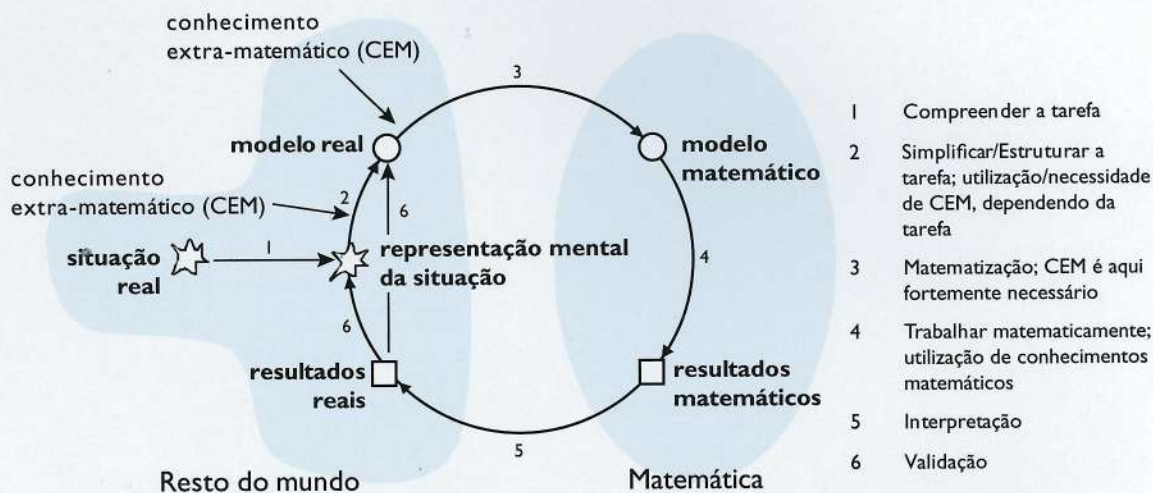 conhecimento
extra-matemático (CEM)
3
modelo real
modelo
matemático
conhecimento
extra-matemático (CEM)
2
6
situação
real
1
representação mental
da situação
4
6
resultados
reais
resultados
matemáticos
5
Resto do mundo
Matemática
1 Compreender a tarefa
2 Simplificar/Estruturar a
tarefa; utilização/necessidade
de CEM, dependendo da
tarefa
3 Matematização; CEM é aqui
fortemente necessário
4 Trabalhar matematicamente;
utilização de conhecimentos
matemáticos
5 Interpretação
6 Validação